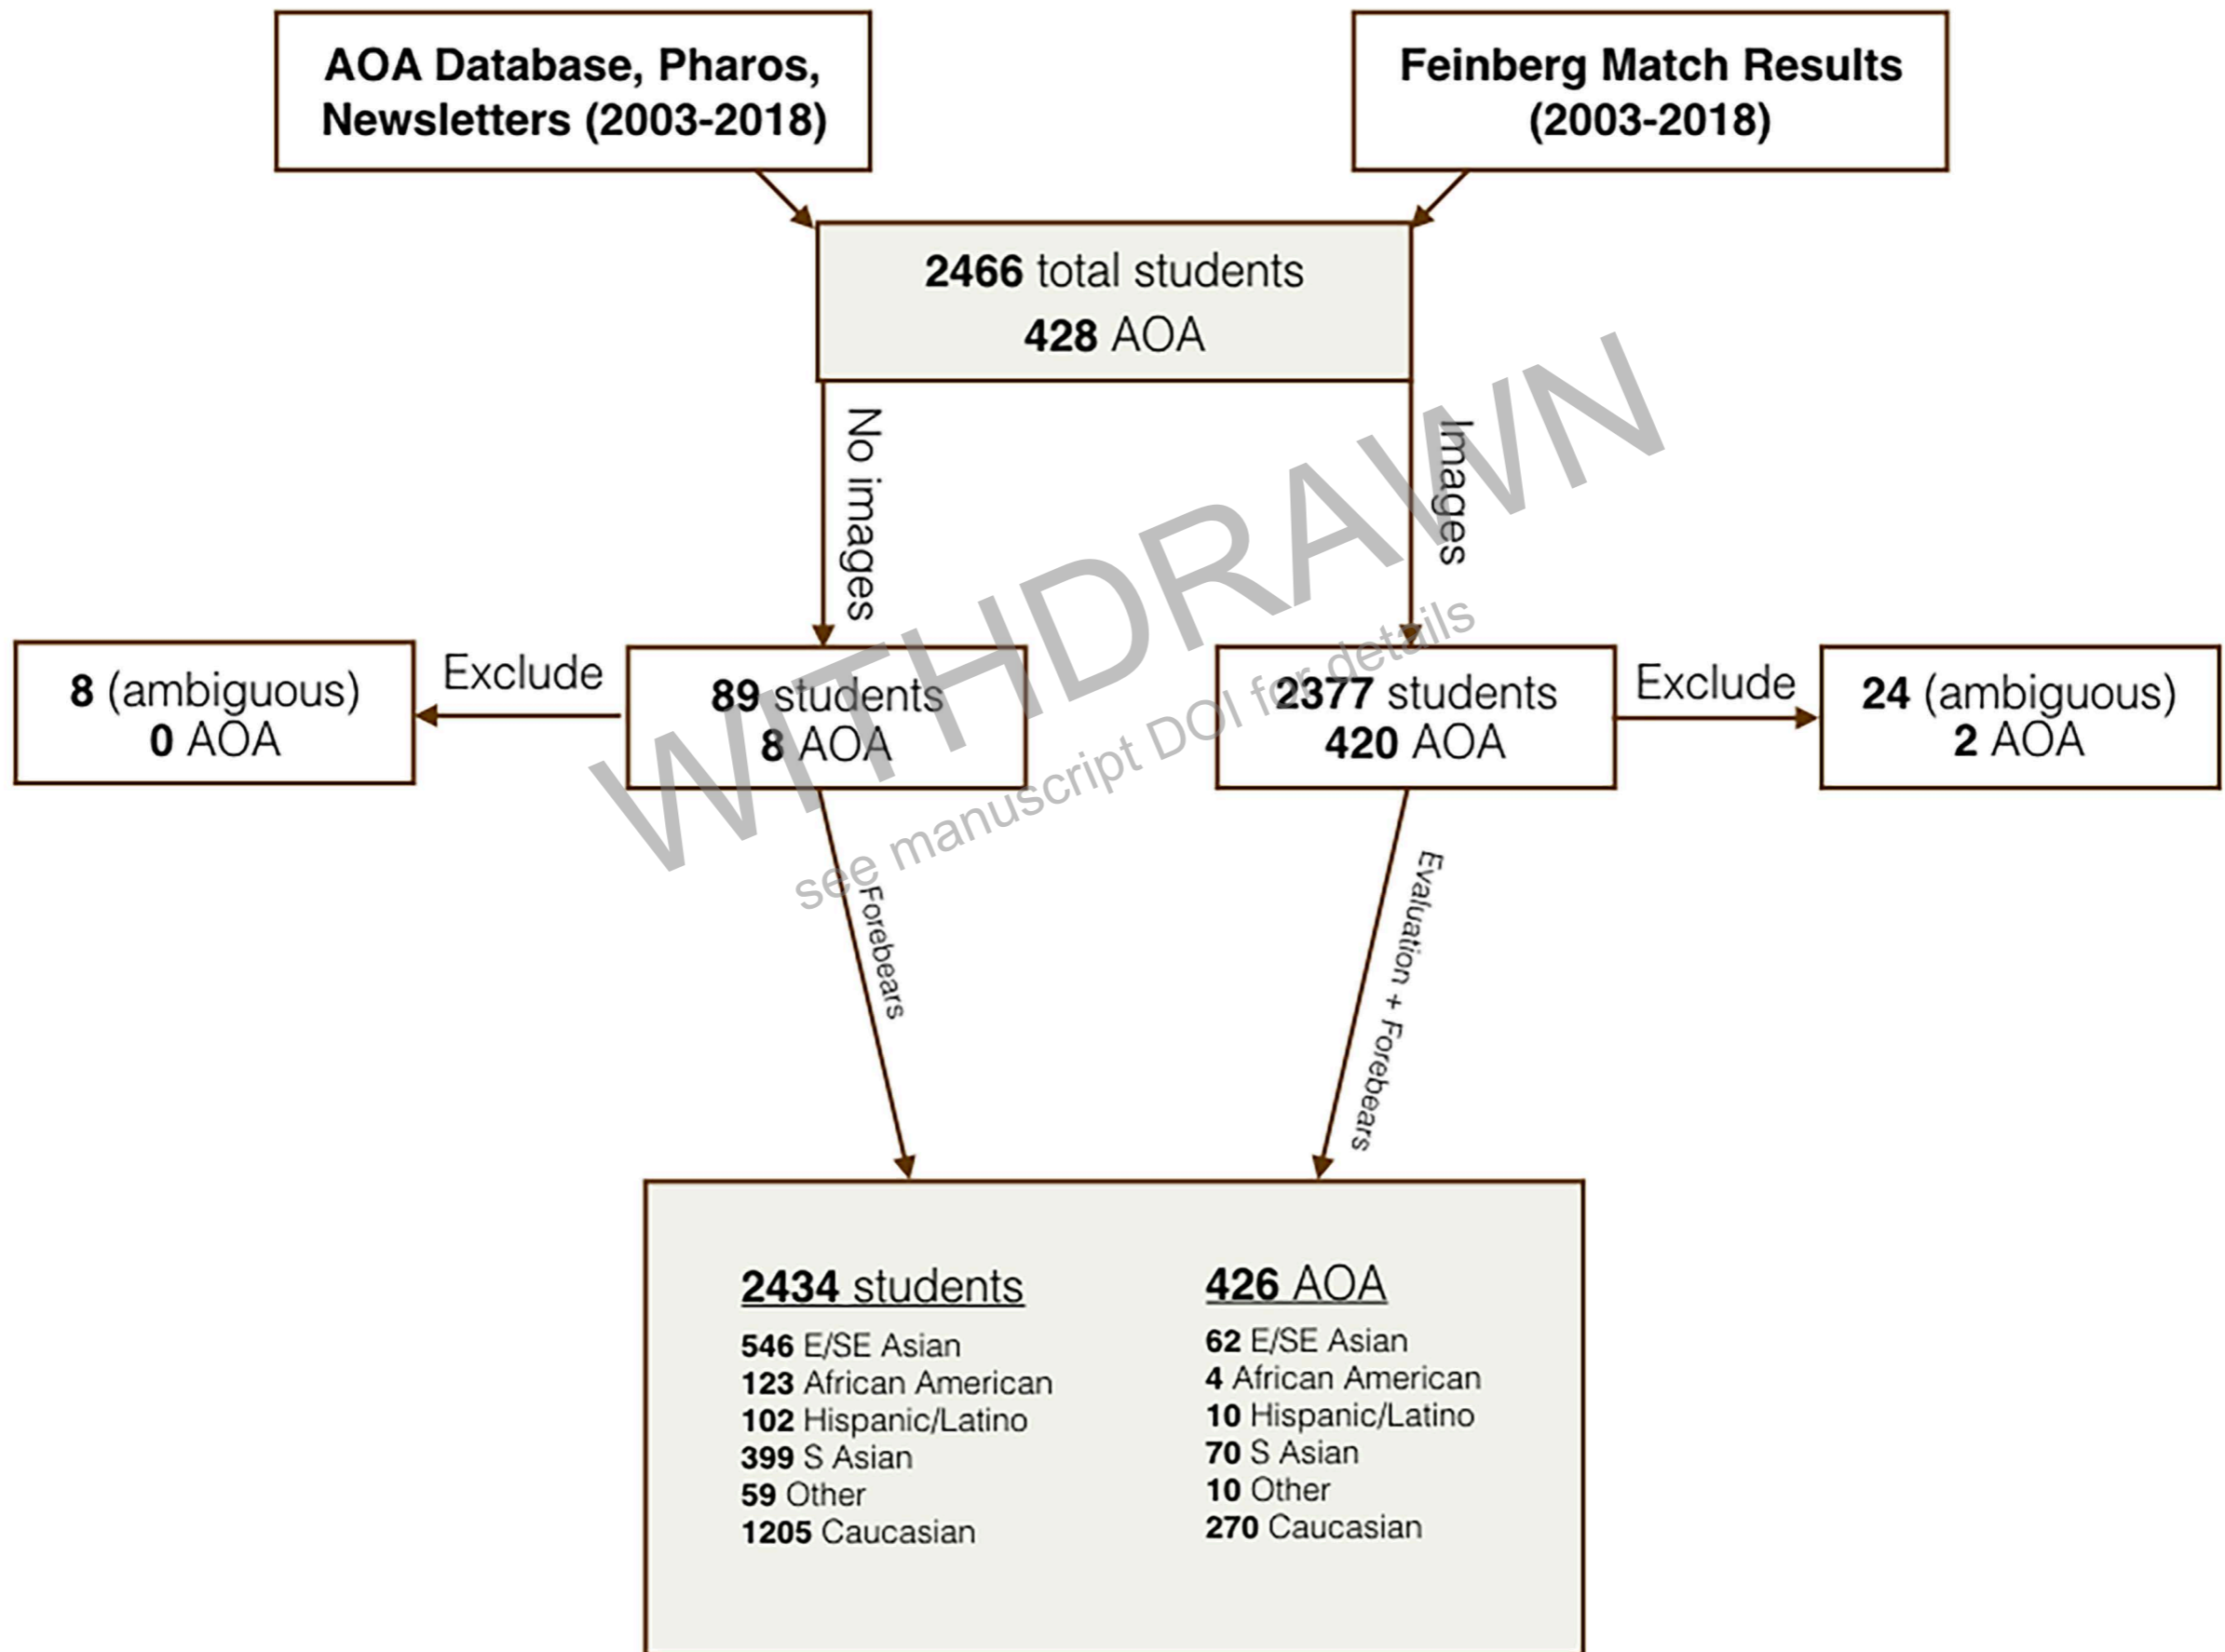 AOA Database, Pharos,
Newsletters (2003-2018)
Feinberg Match Results
(2003-2018)
2466 total students
428 AOA
No images
Images
8 (ambiguous)
0 AOA
Exclude
89 students
8 AOA
2377 students
420 AOA
Exclude
24 (ambiguous)
2 AOA
WITHDRAWN
see manuscript DOI for details
Forebears
Evaluation + Forebears
2434 students
546 E/SE Asian
123 African American
102 Hispanic/Latino
399 S Asian
59 Other
1205 Caucasian
426 AOA
62 E/SE Asian
4 African American
10 Hispanic/Latino
70 S Asian
10 Other
270 Caucasian